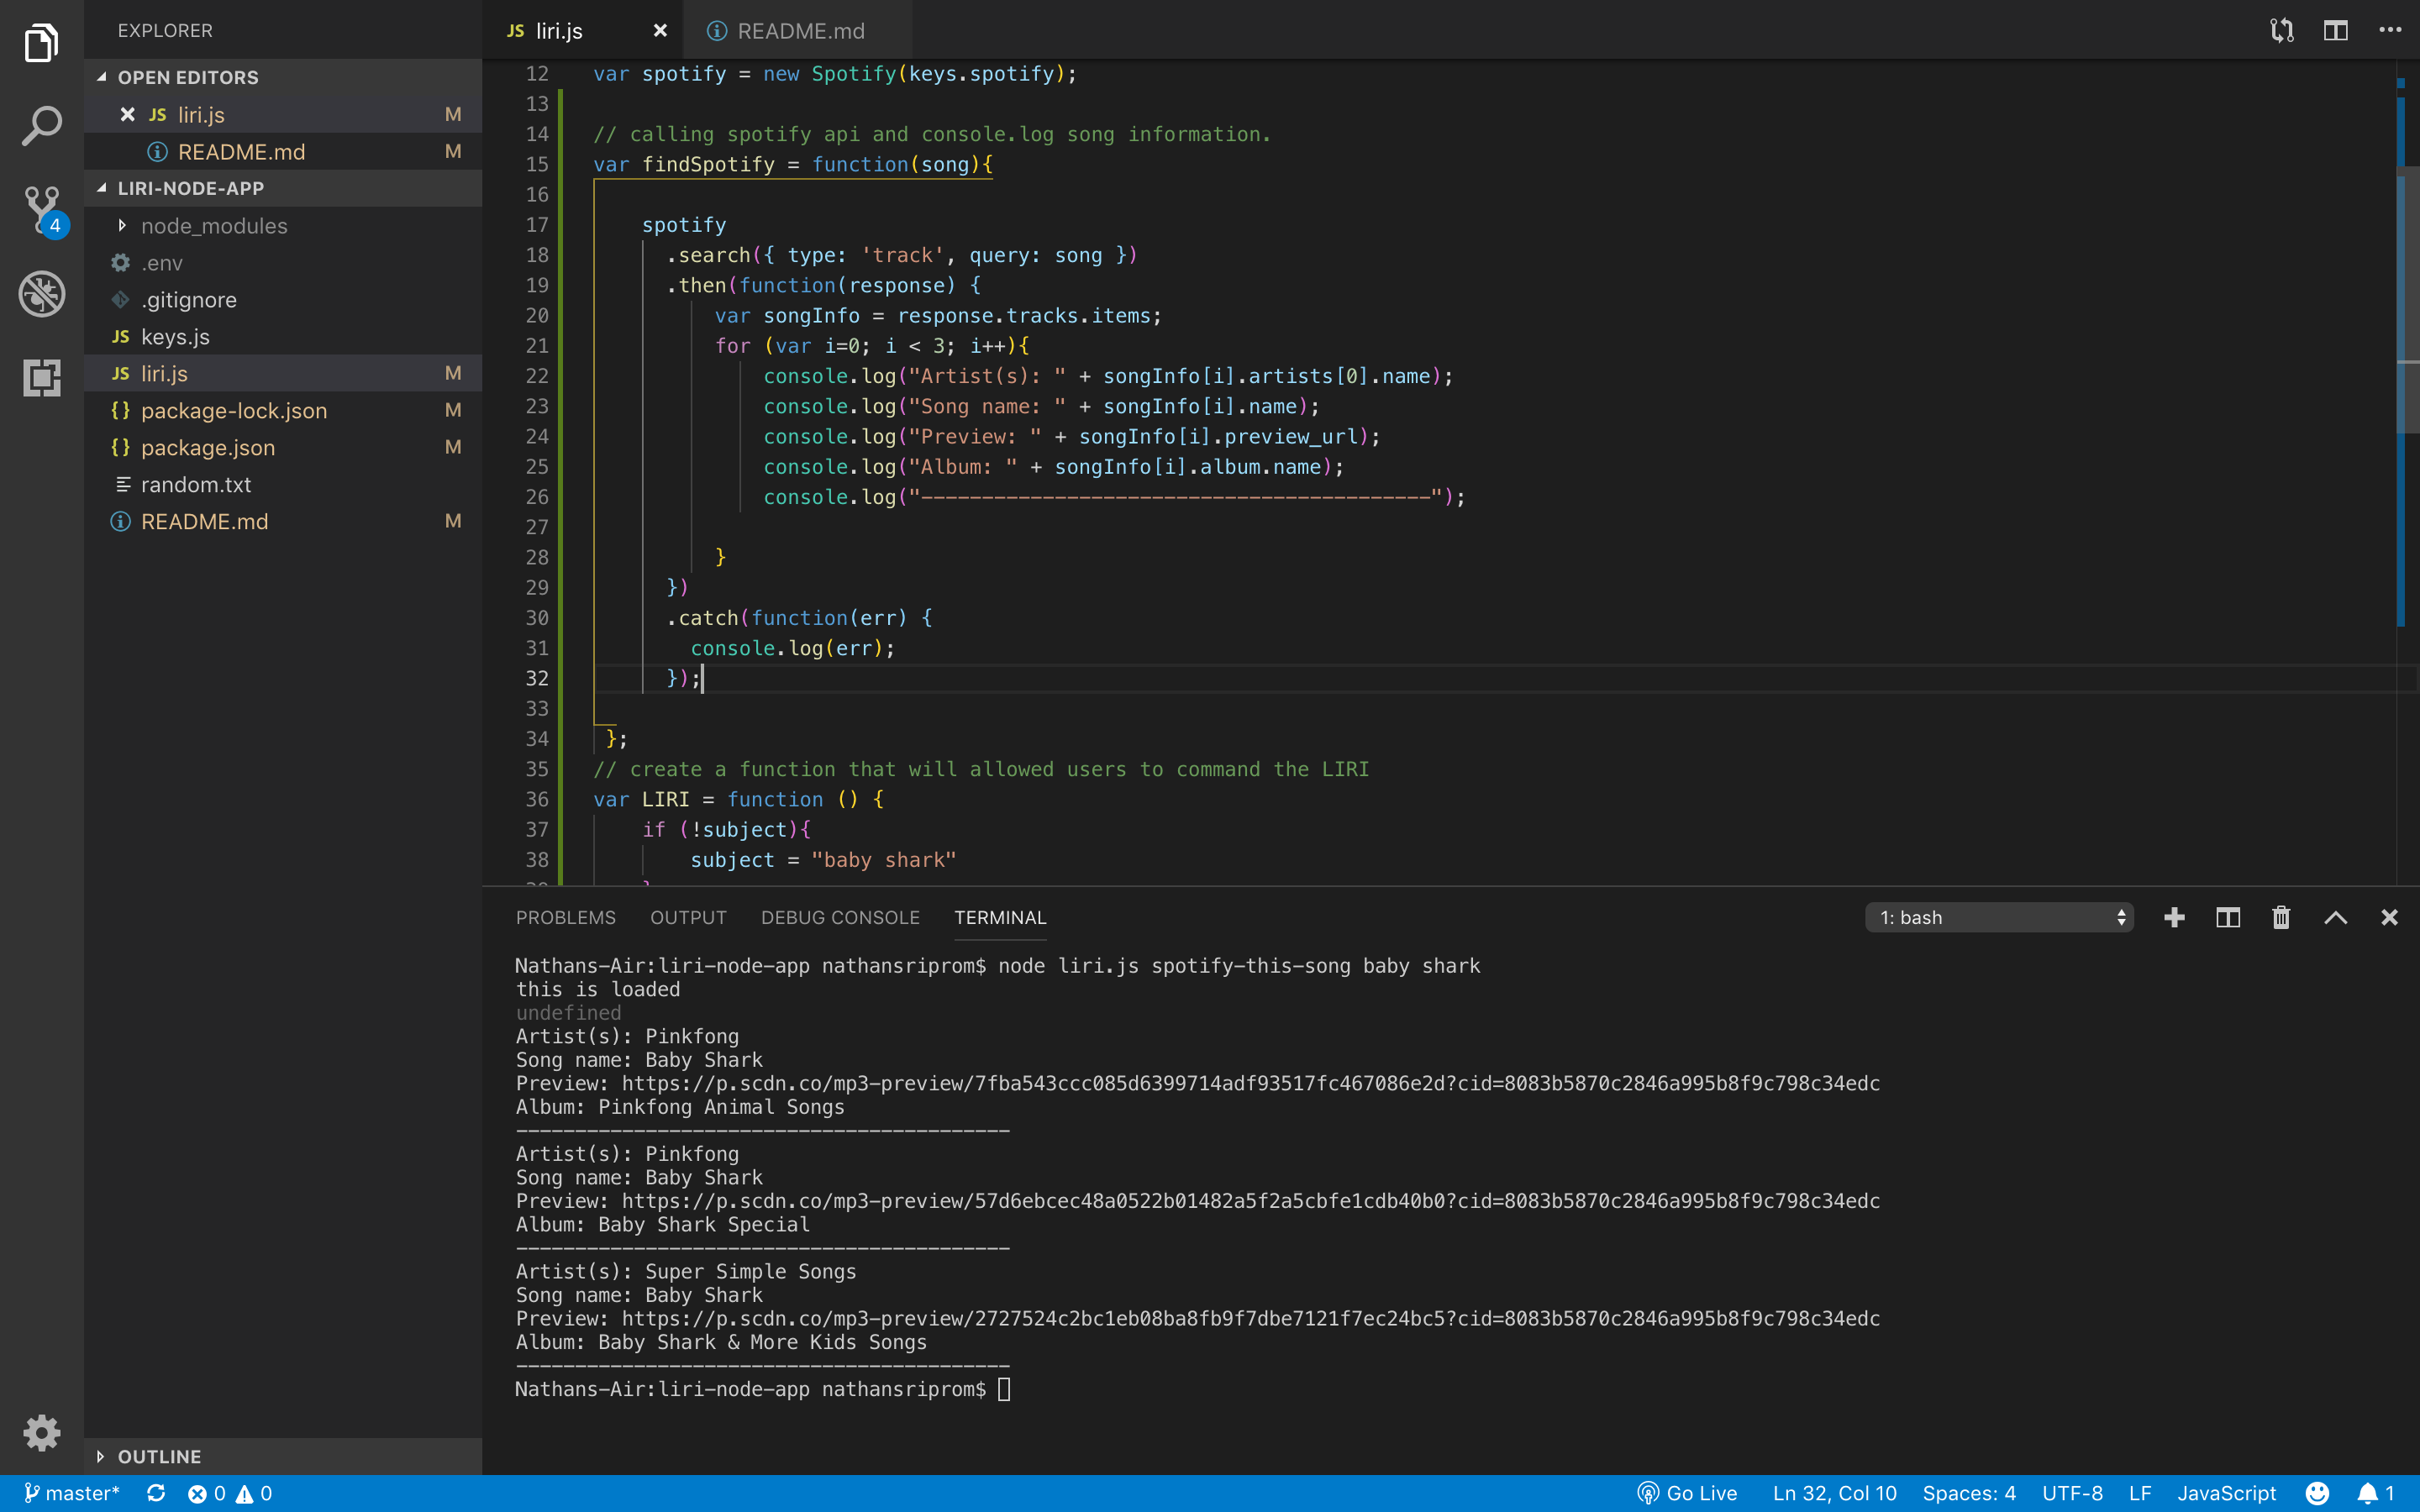 EXPLORER
OPEN EDITORS
JS liri.js M
README.md M
LIRI-NODE-APP
node_modules
.env
.gitignore
JS keys.js
JS liri.js M
{} package-lock.json M
{} package.json M
random.txt
README.md M
OUTLINE
4
JS liri.js
README.md
12 var spotify = new Spotify(keys.spotify);
13
14 // calling spotify api and console.log song information.
15 var findSpotify = function(song){
16
17 spotify
18 .search({ type: 'track', query: song })
19 .then(function(response) {
20 var songInfo = response.tracks.items;
21 for (var i=0; i < 3; i++){
22 console.log("Artist(s): " + songInfo[i].artists[0].name);
23 console.log("Song name: " + songInfo[i].name);
24 console.log("Preview: " + songInfo[i].preview_url);
25 console.log("Album: " + songInfo[i].album.name);
26 console.log("------------------------------------------");
27
28 }
29 })
30 .catch(function(err) {
31 console.log(err);
32 });
33
34 };
35 // create a function that will allowed users to command the LIRI
36 var LIRI = function () {
37 if (!subject){
38 subject = "baby shark"
39 }
PROBLEMS OUTPUT DEBUG CONSOLE TERMINAL 1: bash
Nathans-Air:liri-node-app nathansriprom$ node liri.js spotify-this-song baby shark
this is loaded
undefined
Artist(s): Pinkfong
Song name: Baby Shark
Preview: https://p.scdn.co/mp3-preview/7fba543ccc085d6399714adf93517fc467086e2d?cid=8083b5870c2846a995b8f9c798c34edc
Album: Pinkfong Animal Songs
------------------------------------------
Artist(s): Pinkfong
Song name: Baby Shark
Preview: https://p.scdn.co/mp3-preview/57d6ebcec48a0522b01482a5f2a5cbfe1cdb40b0?cid=8083b5870c2846a995b8f9c798c34edc
Album: Baby Shark Special
------------------------------------------
Artist(s): Super Simple Songs
Song name: Baby Shark
Preview: https://p.scdn.co/mp3-preview/2727524c2bc1eb08ba8fb9f7dbe7121f7ec24bc5?cid=8083b5870c2846a995b8f9c798c34edc
Album: Baby Shark & More Kids Songs
------------------------------------------
Nathans-Air:liri-node-app nathansriprom$
master* 0 0 Go Live Ln 32, Col 10 Spaces: 4 UTF-8 LF JavaScript 1